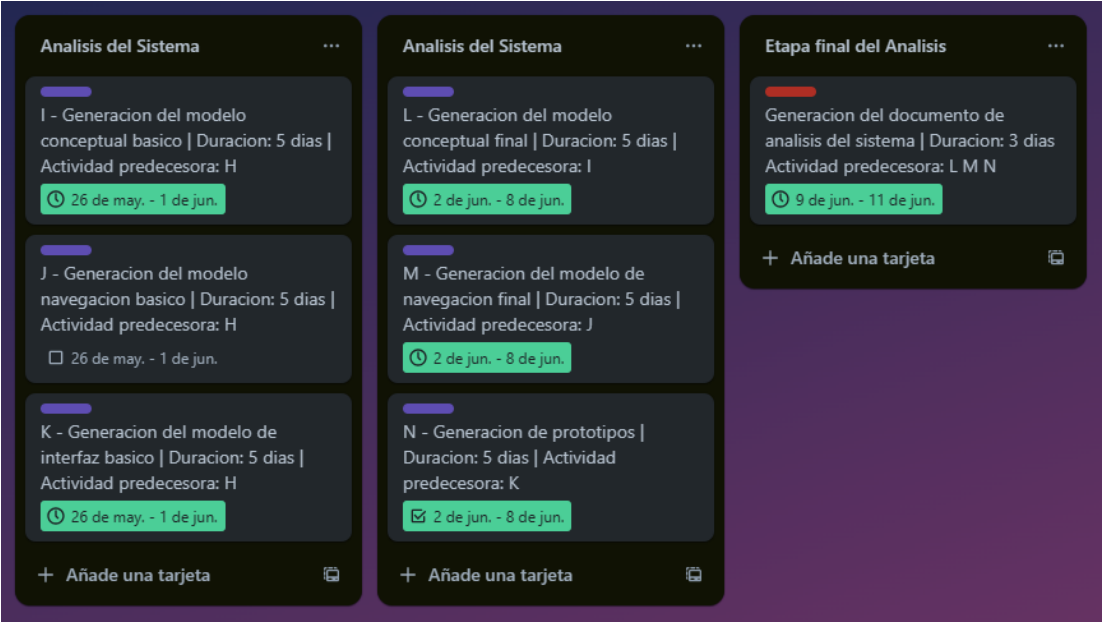 Analisis del Sistema
I - Generacion del modelo
conceptual basico | Duracion: 5 dias |
Actividad predecesora: H
26 de may. - 1 de jun.
J - Generacion del modelo
navegacion basico | Duracion: 5 dias |
Actividad predecesora: H
26 de may. - 1 de jun.
K - Generacion del modelo de
interfaz basico | Duracion: 5 dias |
Actividad predecesora: H
26 de may. - 1 de jun.
Añade una tarjeta
Analisis del Sistema
L - Generacion del modelo
conceptual final | Duracion: 5 dias |
Actividad predecesora: I
2 de jun. - 8 de jun.
M - Generacion del modelo de
navegacion final | Duracion: 5 dias |
Actividad predecesora: J
2 de jun. - 8 de jun.
N - Generacion de prototipos |
Duracion: 5 dias | Actividad
predecesora: K
2 de jun. - 8 de jun.
Añade una tarjeta
Etapa final del Analisis
Generacion del documento de
analisis del sistema | Duracion: 3 dias
Actividad predecesora: L M N
9 de jun. - 11 de jun.
Añade una tarjeta